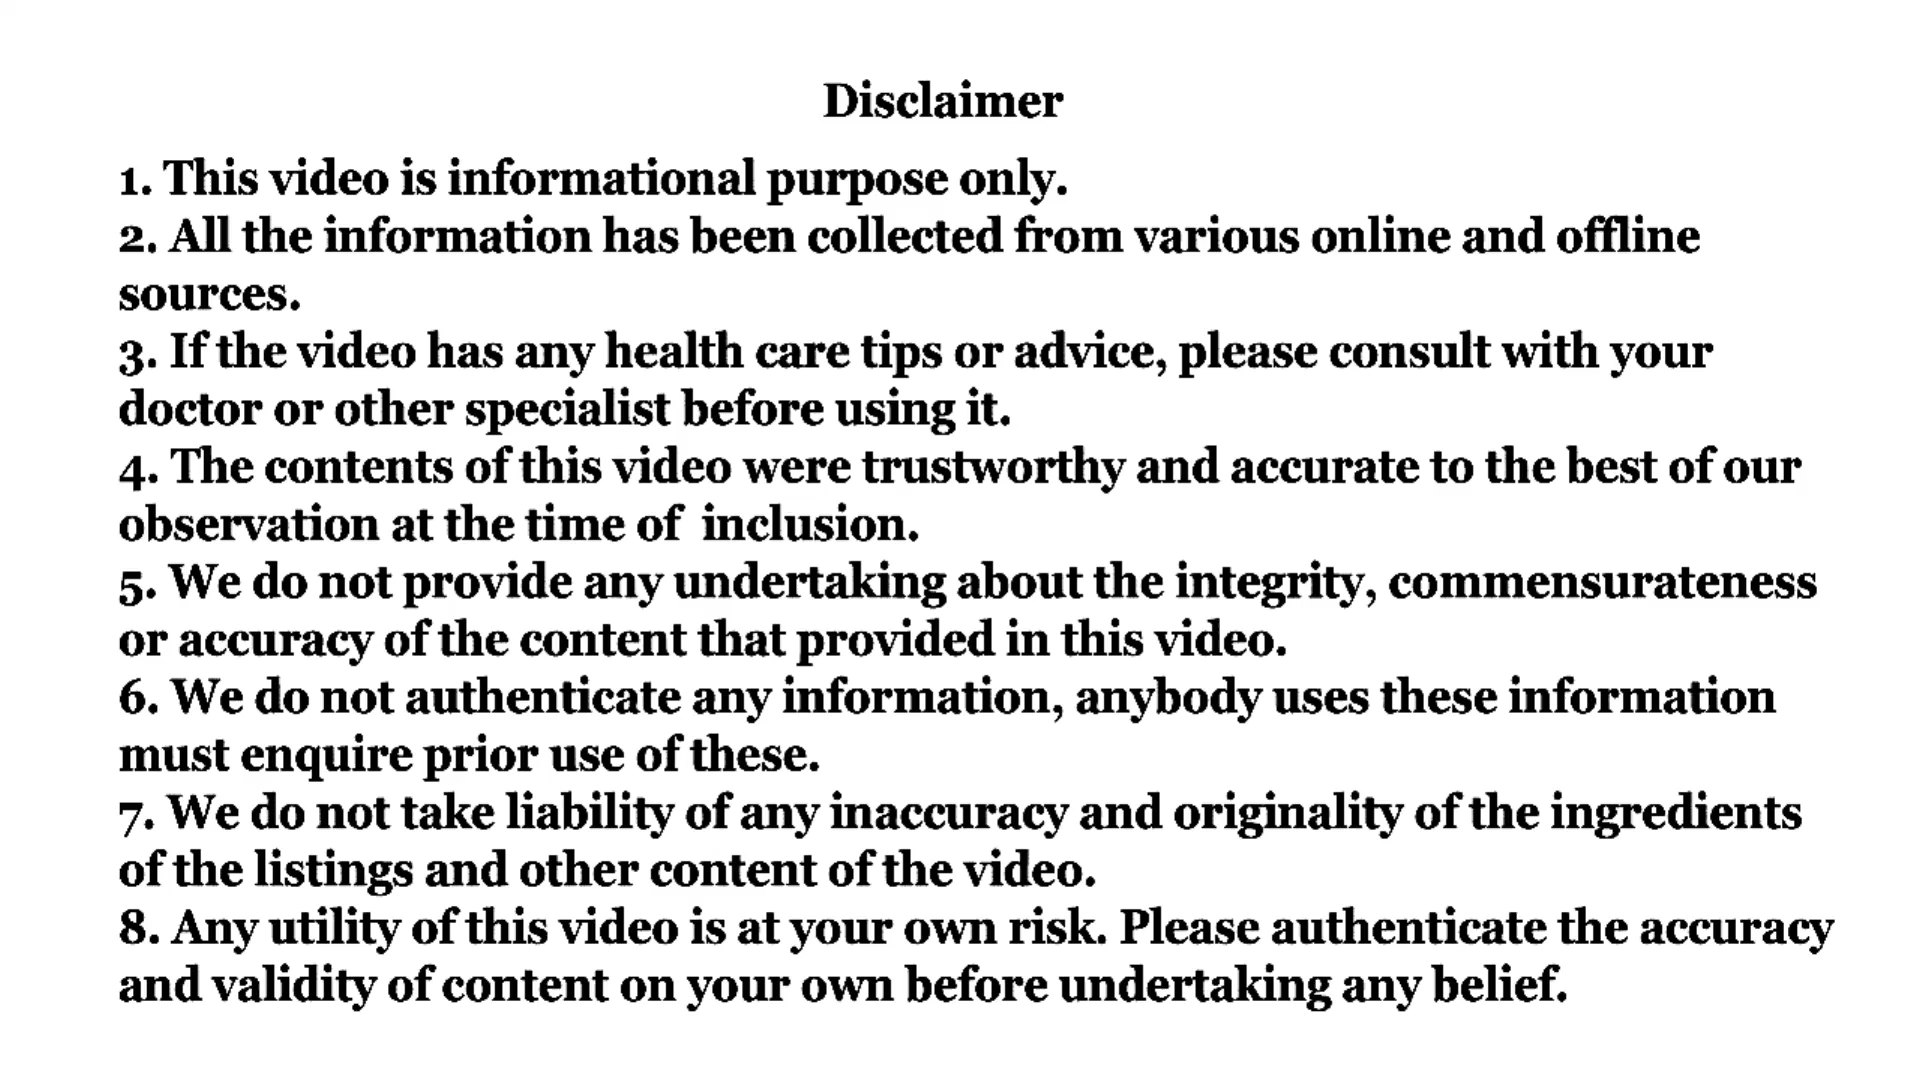 Disclaimer
1. This video is informational purpose only.
2. All the information has been collected from various online and offline
sources.
3. If the video has any health care tips or advice, please consult with your
doctor or other specialist before using it.
4. The contents of this video were trustworthy and accurate to the best of our
observation at the time of  inclusion.
5. We do not provide any undertaking about the integrity, commensurateness
or accuracy of the content that provided in this video.
6. We do not authenticate any information, anybody uses these information
must enquire prior use of these.
7. We do not take liability of any inaccuracy and originality of the ingredients
of the listings and other content of the video.
8. Any utility of this video is at your own risk. Please authenticate the accuracy
and validity of content on your own before undertaking any belief.